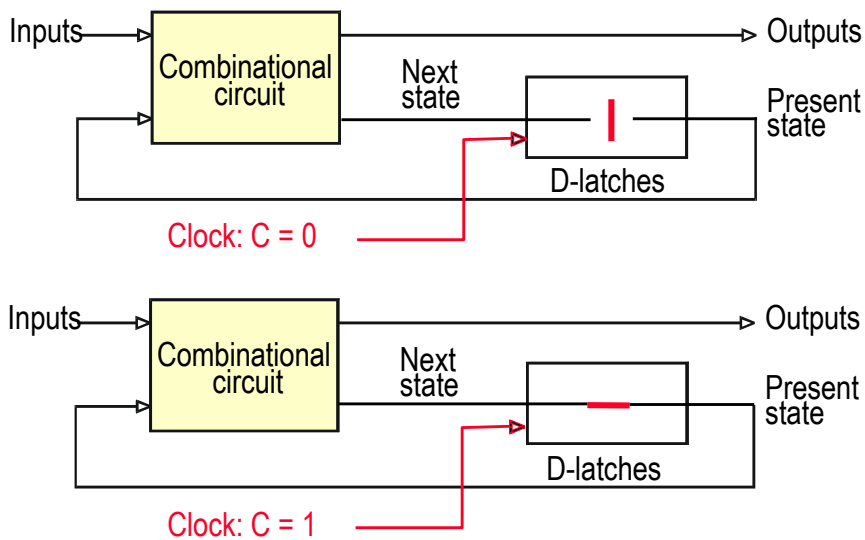 Inputs
Combinational
circuit
Outputs
Next
state
Present
state
D-latches
Clock: C = 0
Inputs
Combinational
circuit
Outputs
Next
state
Present
state
D-latches
Clock: C = 1